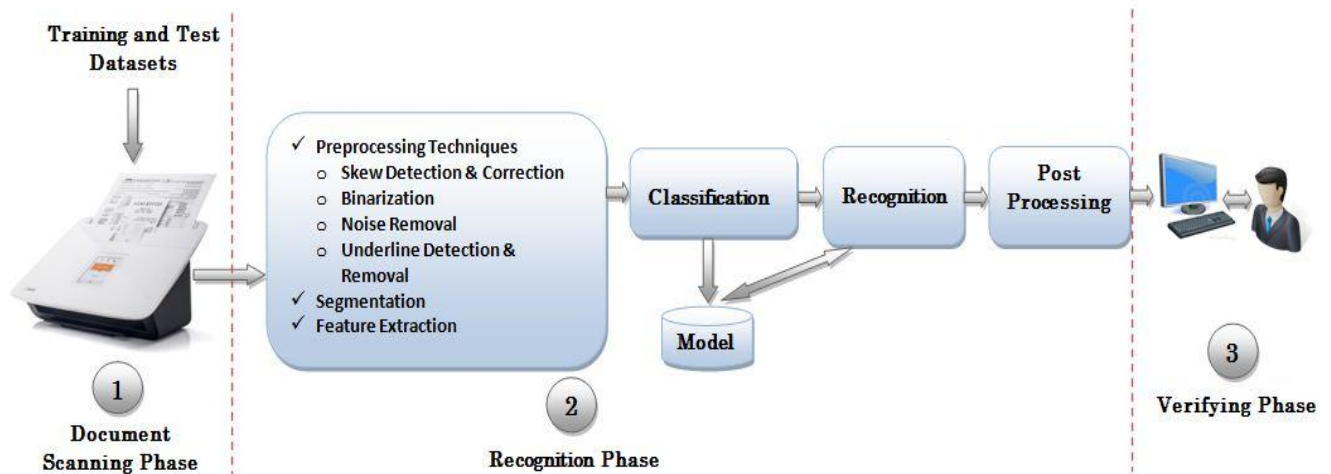 Training and Test
Datasets
1
Document
Scanning Phase
✓ Preprocessing Techniques
o Skew Detection & Correction
o Binarization
o Noise Removal
o Underline Detection &
Removal
✓ Segmentation
✓ Feature Extraction
Classification
Recognition
Post
Processing
Model
2
Recognition Phase
3
Verifying Phase